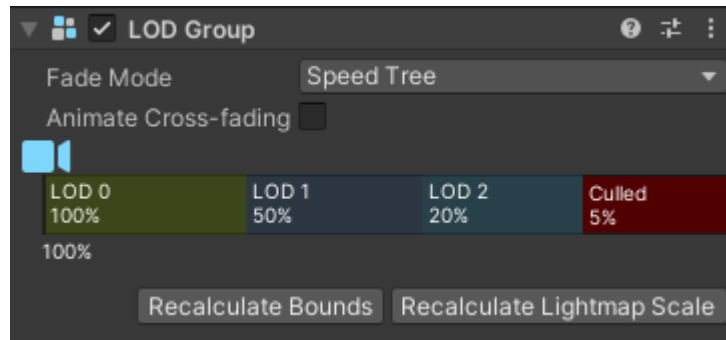 LOD Group
Fade Mode Speed Tree
Animate Cross-fading
LOD 0 LOD 1 LOD 2 Culled
100% 50% 20% 5%
100%
Recalculate Bounds Recalculate Lightmap Scale